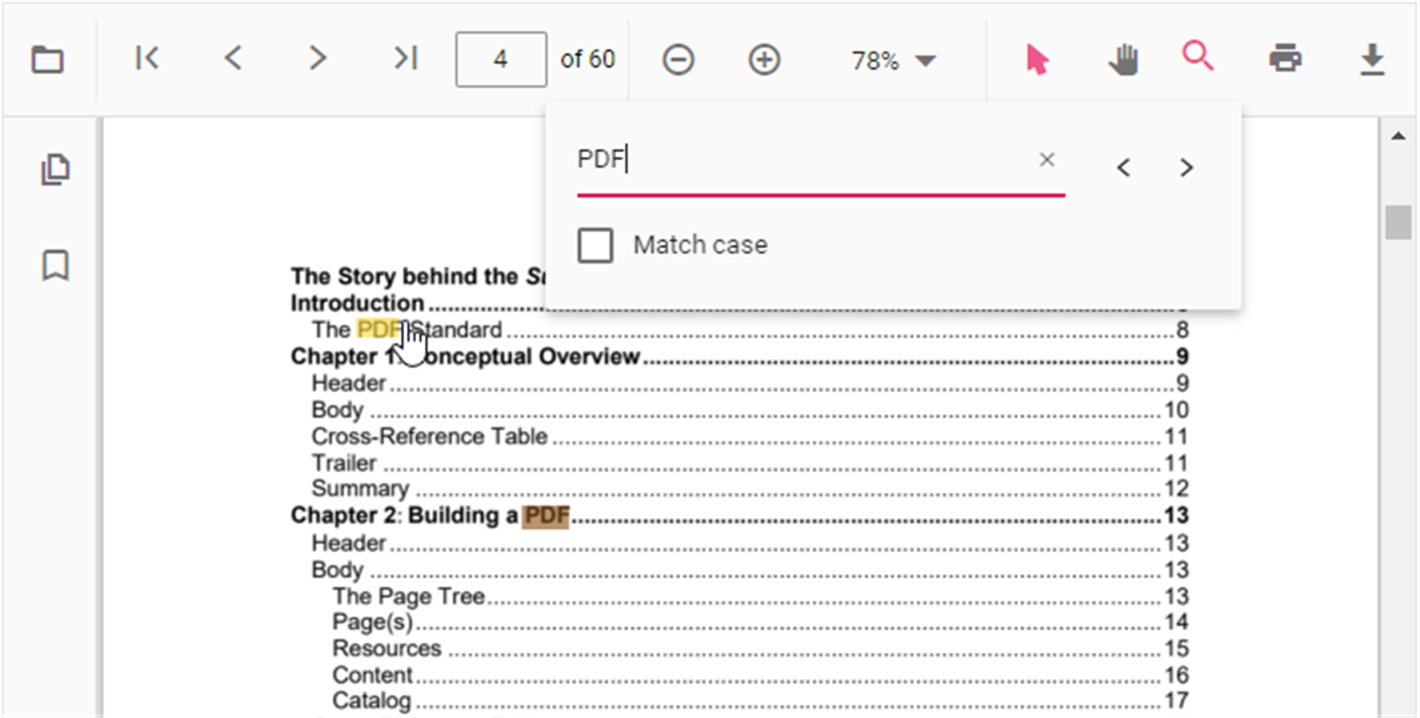 4 of 60 78%
PDF
Match case
The Story behind the
Introduction
The PDF Standard ........ 8
Chapter 1: Conceptual Overview ........ 9
Header ........ 9
Body ........ 10
Cross-Reference Table ........ 11
Trailer ........ 11
Summary ........ 12
Chapter 2: Building a PDF ........ 13
Header ........ 13
Body ........ 13
The Page Tree ........ 13
Page(s) ........ 14
Resources ........ 15
Content ........ 16
Catalog ........ 17